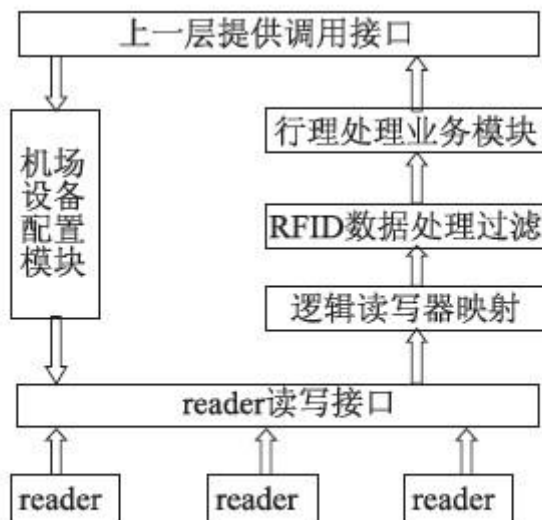 上一层提供调用接口
机场
设备
配置
模块
行理处理业务模块
RFID数据处理过滤
逻辑读写器映射
reader读写接口
reader
reader
reader